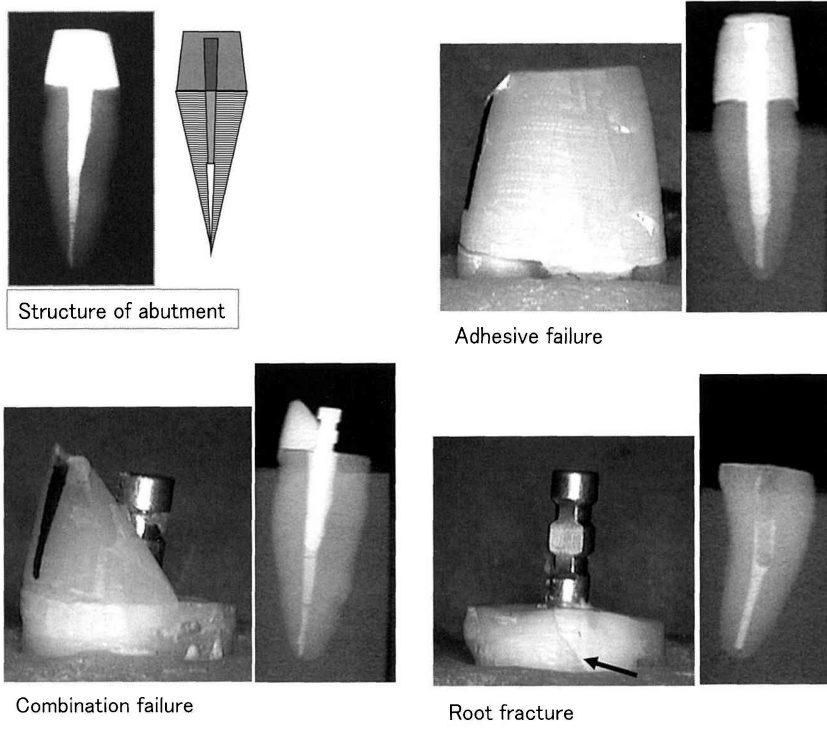 Structure of abutment
Adhesive failure
Combination failure
Root fracture